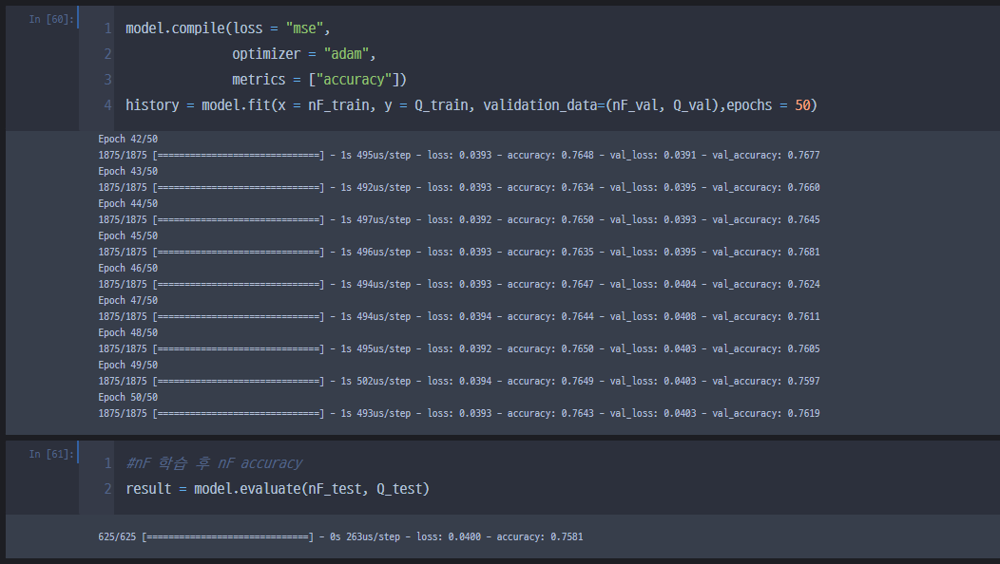 In [60]:
1 model.compile(loss = "mse",
2 optimizer = "adam",
3 metrics = ["accuracy"])
4 history = model.fit(x = nF_train, y = Q_train, validation_data=(nF_val, Q_val),epochs = 50)
Epoch 42/50
1875/1875 [==============================] - 1s 495us/step - loss: 0.0393 - accuracy: 0.7648 - val_loss: 0.0391 - val_accuracy: 0.7677
Epoch 43/50
1875/1875 [==============================] - 1s 492us/step - loss: 0.0393 - accuracy: 0.7634 - val_loss: 0.0395 - val_accuracy: 0.7660
Epoch 44/50
1875/1875 [==============================] - 1s 497us/step - loss: 0.0392 - accuracy: 0.7650 - val_loss: 0.0393 - val_accuracy: 0.7645
Epoch 45/50
1875/1875 [==============================] - 1s 496us/step - loss: 0.0393 - accuracy: 0.7635 - val_loss: 0.0395 - val_accuracy: 0.7681
Epoch 46/50
1875/1875 [==============================] - 1s 494us/step - loss: 0.0393 - accuracy: 0.7647 - val_loss: 0.0404 - val_accuracy: 0.7624
Epoch 47/50
1875/1875 [==============================] - 1s 494us/step - loss: 0.0394 - accuracy: 0.7644 - val_loss: 0.0408 - val_accuracy: 0.7611
Epoch 48/50
1875/1875 [==============================] - 1s 495us/step - loss: 0.0392 - accuracy: 0.7650 - val_loss: 0.0403 - val_accuracy: 0.7605
Epoch 49/50
1875/1875 [==============================] - 1s 502us/step - loss: 0.0394 - accuracy: 0.7649 - val_loss: 0.0403 - val_accuracy: 0.7597
Epoch 50/50
1875/1875 [==============================] - 1s 493us/step - loss: 0.0393 - accuracy: 0.7643 - val_loss: 0.0403 - val_accuracy: 0.7619
In [61]:
1 #nF 학습 후 nF accuracy
2 result = model.evaluate(nF_test, Q_test)
625/625 [==============================] - 0s 263us/step - loss: 0.0400 - accuracy: 0.7581